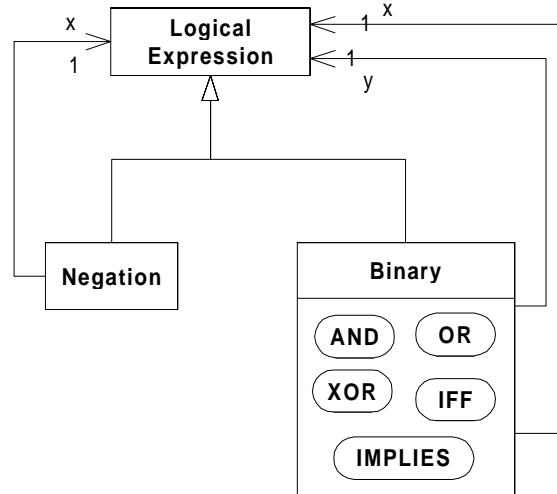 x
1
Logical
Expression
1
x
1
y
Negation
Binary
AND
OR
XOR
IFF
IMPLIES